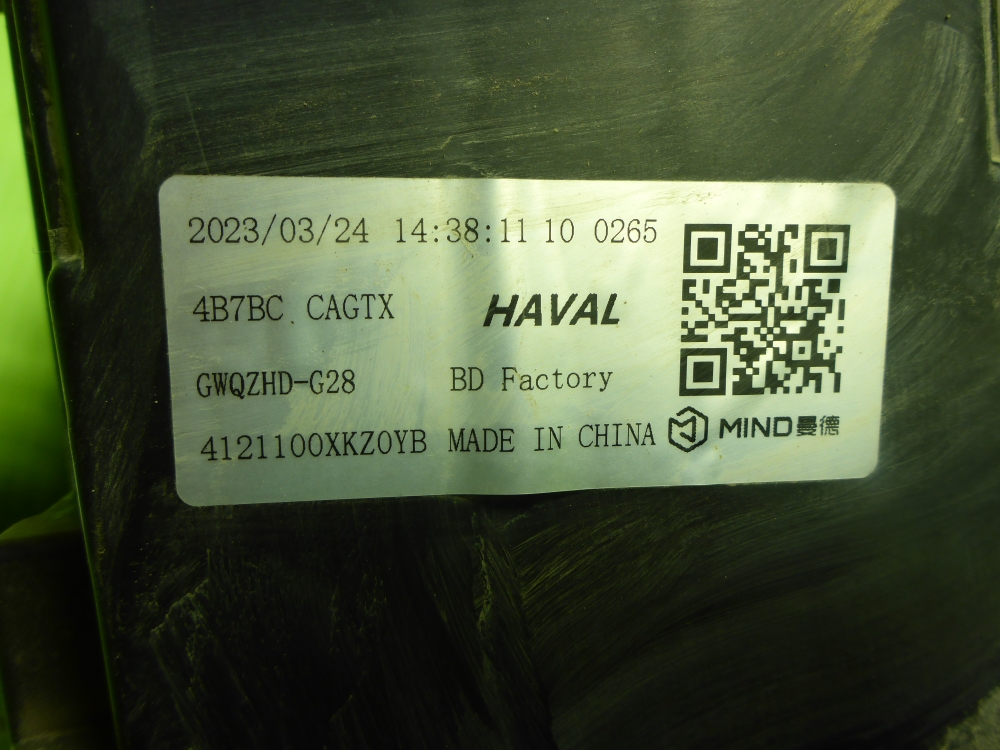 2023/03/24 14:38:11 10 0265
4B7BC CAGTX HAVAL
GWQZHD-G28 BD Factory
4121100XKZ0YB MADE IN CHINA MIND曼德